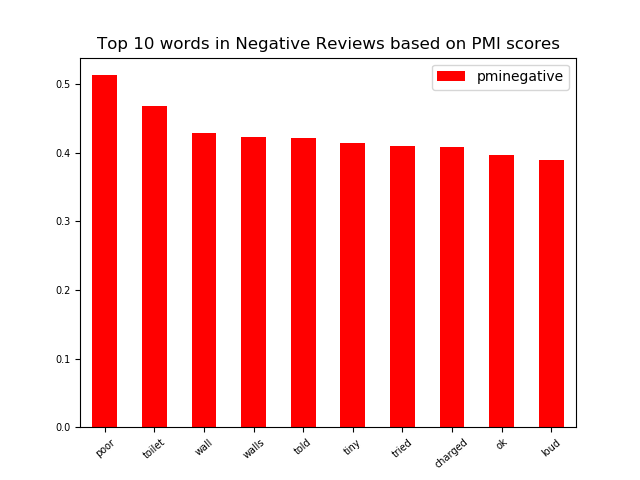 Top 10 words in Negative Reviews based on PMI scores
pminegative
0.5
0.4
0.3
0.2
0.1
0.0
poor
toilet
wall
walls
told
tiny
tried
charged
ok
loud